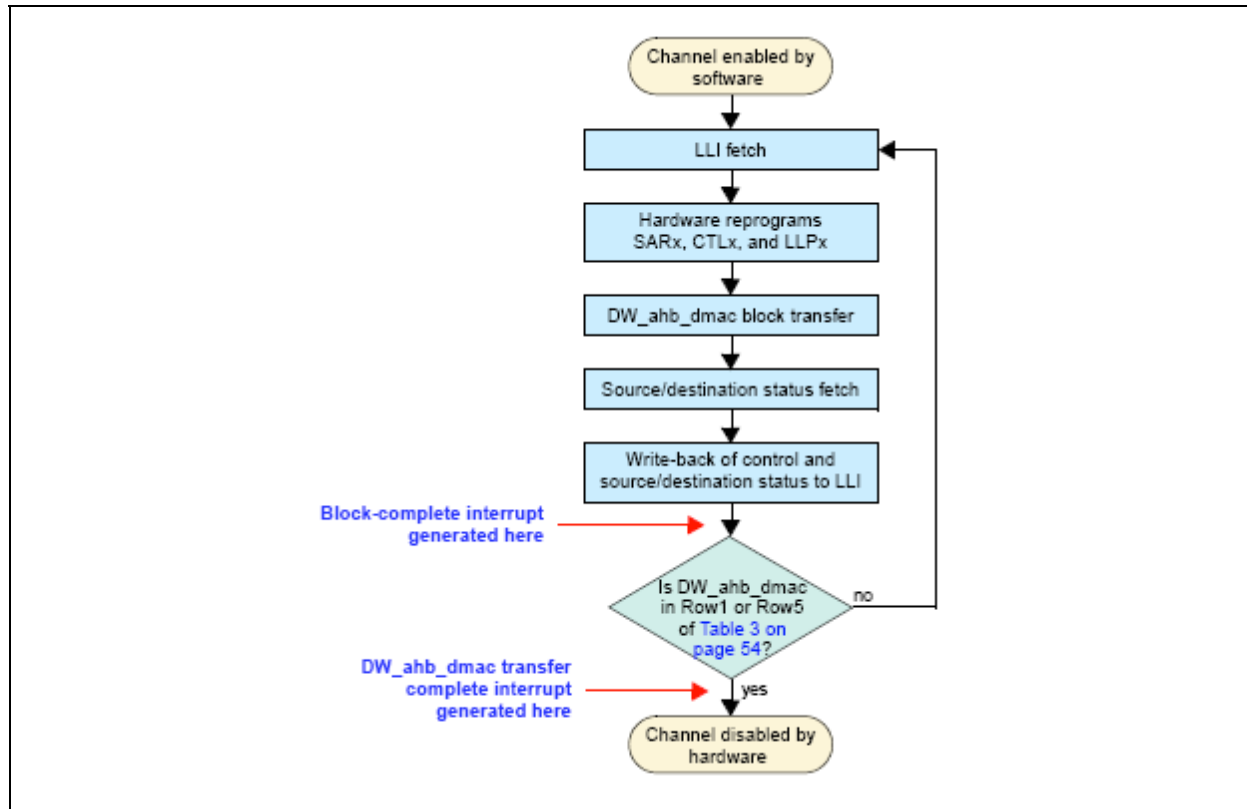 Channel enabled by
software
LLI fetch
Hardware reprograms
SARx, CTLx, and LLPx
DW_ahb_dmac block transfer
Source/destination status fetch
Write-back of control and
source/destination status to LLI
Block-complete interrupt
generated here
Is DW_ahb_dmac
in Row1 or Row5
of Table 3 on
page 54?
no
DW_ahb_dmac transfer
complete interrupt
generated here
yes
Channel disabled by
hardware